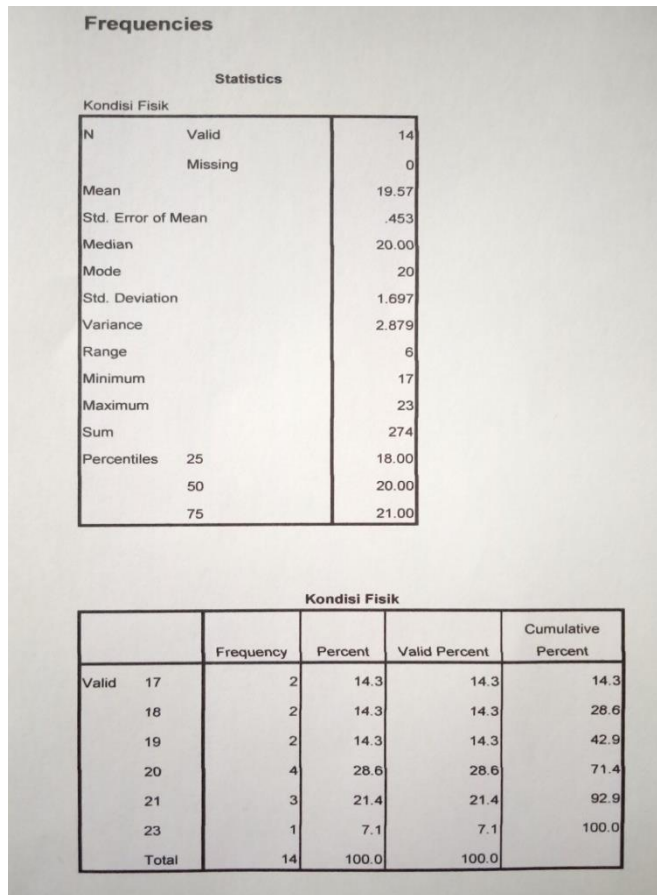 Frequencies
Statistics
Kondisi Fisik
N Valid 14
Missing 0
Mean 19.57
Std. Error of Mean .453
Median 20.00
Mode 20
Std. Deviation 1.697
Variance 2.879
Range 6
Minimum 17
Maximum 23
Sum 274
Percentiles 25 18.00
50 20.00
75 21.00
Kondisi Fisik
Frequency Percent Valid Percent Cumulative Percent
Valid 17 2 14.3 14.3 14.3
18 2 14.3 14.3 28.6
19 2 14.3 14.3 42.9
20 4 28.6 28.6 71.4
21 3 21.4 21.4 92.9
23 1 7.1 7.1 100.0
Total 14 100.0 100.0